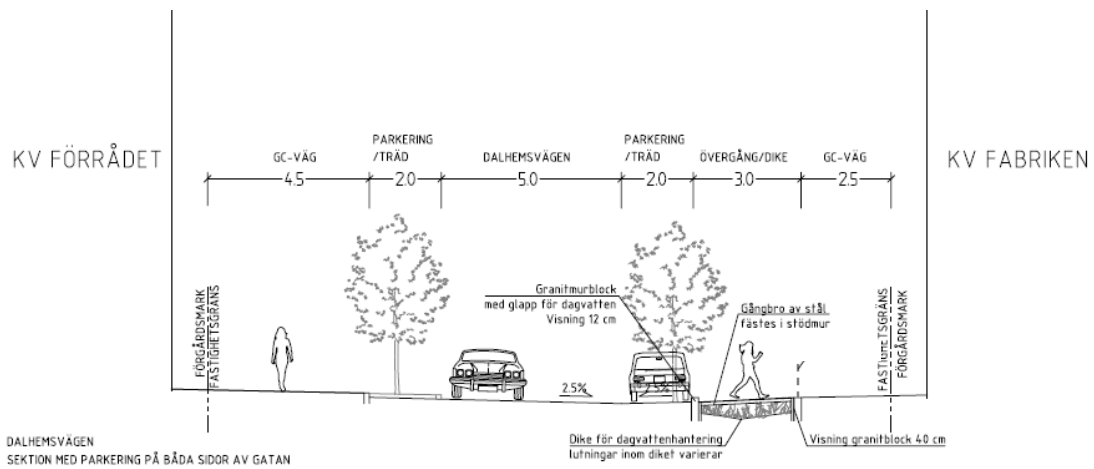 KV FÖRRÅDET
KV FABRIKEN
GC-VÄG
PARKERING
/TRÄD
DALHEMSVÄGEN
PARKERING
/TRÄD
ÖVERGÅNG/DIKE
GC-VÄG
4.5
2.0
5.0
2.0
3.0
2.5
Granitmurblock
med glapp för dagvatten
Visning 12 cm
Gångbro av stål
fästes i stödmur
FÖRGÅRDSMARK
FASTIGHETSGRÄNS
FÖRGÅRDSMARK
2.5%
2.5%
Dike för dagvattenhantering
lutningar inom diket varierar
Visning granitblock 40 cm
DALHEMSVÄGEN
SEKTION MED PARKERING PÅ BÅDA SIDOR AV GATAN